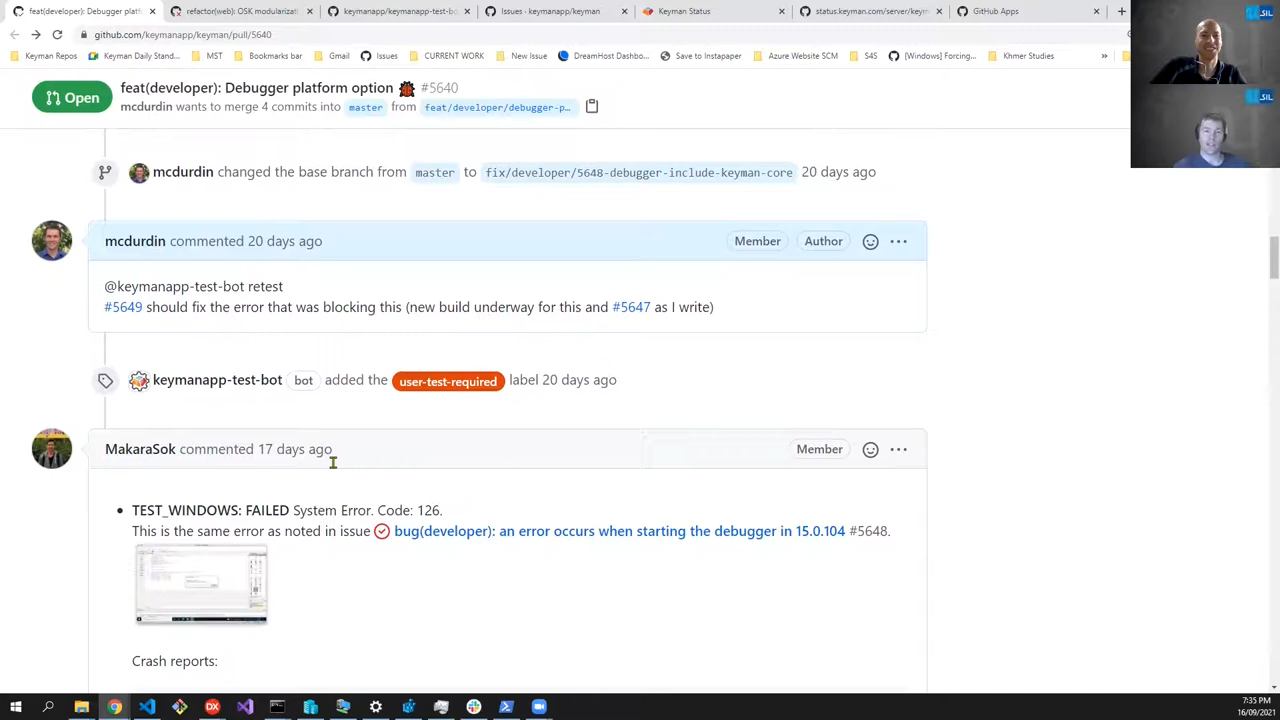 feat(developer): Debugger plat
refactor(web): OSK modularizati
keymanapp/keyman/test-bo
Issues · keymanapp/keyman
Keyman Status
status.keyman.com/server/keym
GitHub Apps
github.com/keymanapp/keyman/pull/5640
Keyman Repos
Keyman Daily Stand...
MST
Bookmarks bar
Gmail
Issues
CURRENT WORK
New Issue
DreamHost Dashbo...
Save to Instapaper
Azure Website SCM
S4S
[Windows] Forcing...
Khmer Studies
»
SIL
SIL
Open
feat(developer): Debugger platform option 🐞 #5640
mcdurdin wants to merge 4 commits into master from feat/developer/debugger-p…
mcdurdin changed the base branch from master to fix/developer/5648-debugger-include-keyman-core 20 days ago
mcdurdin commented 20 days ago
Member
Author
@keymanapp-test-bot retest
#5649 should fix the error that was blocking this (new build underway for this and #5647 as I write)
keymanapp-test-bot bot added the user-test-required label 20 days ago
MakaraSok commented 17 days ago
Member
• TEST_WINDOWS: FAILED System Error. Code: 126.
This is the same error as noted in issue bug(developer): an error occurs when starting the debugger in 15.0.104 #5648.
Crash reports:
7:35 PM
16/09/2021